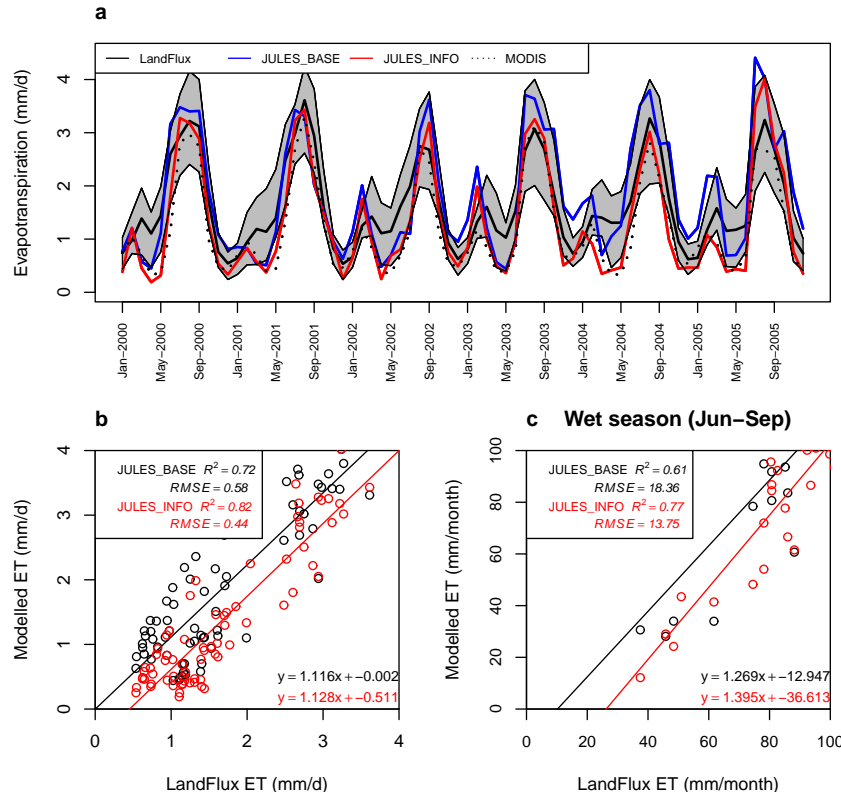 a
LandFlux JULES_BASE JULES_INFO MODIS
Evapotranspiration (mm/d)
4
3
2
1
0
Jan−2000 May−2000 Sep−2000 Jan−2001 May−2001 Sep−2001 Jan−2002 May−2002 Sep−2002 Jan−2003 May−2003 Sep−2003 Jan−2004 May−2004 Sep−2004 Jan−2005 May−2005 Sep−2005
b
JULES_BASE R² = 0.72
RMSE = 0.58
JULES_INFO R² = 0.82
RMSE = 0.44
Modelled ET (mm/d)
4
3
2
1
0
y = 1.116x + −0.002
y = 1.128x + −0.511
0 1 2 3 4
LandFlux ET (mm/d)
c Wet season (Jun−Sep)
JULES_BASE R² = 0.61
RMSE = 18.36
JULES_INFO R² = 0.77
RMSE = 13.75
Modelled ET (mm/month)
100
80
60
40
20
0
y = 1.269x + −12.947
y = 1.395x + −36.613
0 20 40 60 80 100
LandFlux ET (mm/month)